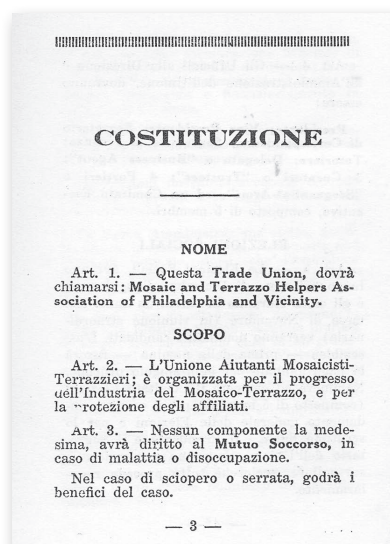 COSTITUZIONE
NOME
Art. 1. — Questa Trade Union, dovrà
chiamarsi: Mosaic and Terrazzo Helpers As-
sociation of Philadelphia and Vicinity.
SCOPO
Art. 2. — L'Unione Aiutanti Mosaicisti-
Terrazzieri; è organizzata per il progresso
dell'Industria del Mosaico-Terrazzo, e per
la protezione degli affiliati.
Art. 3. — Nessun componente la mede-
sima, avrà diritto al Mutuo Soccorso, in
caso di malattia o disoccupazione.
Nel caso di sciopero o serrata, godrà i
benefici del caso.
— 3 —